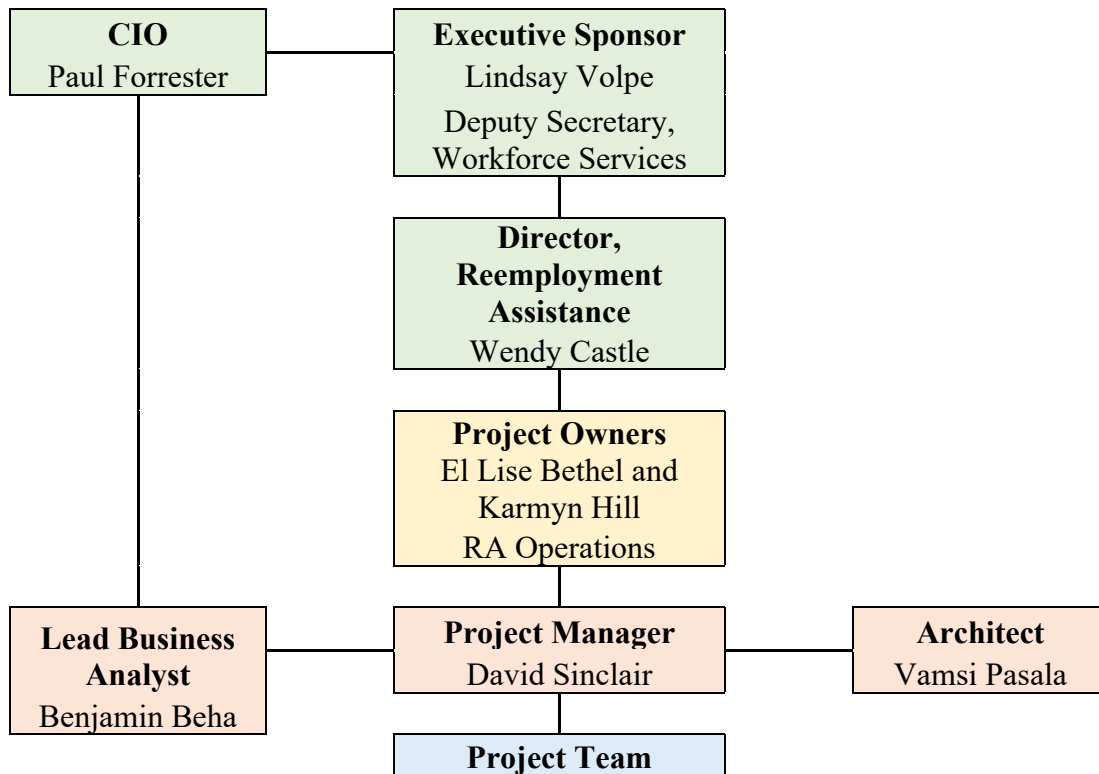 CIO
Paul Forrester
Executive Sponsor
Lindsay Volpe
Deputy Secretary,
Workforce Services
Director,
Reemployment
Assistance
Wendy Castle
Project Owners
El Lise Bethel and
Karmyn Hill
RA Operations
Lead Business
Analyst
Benjamin Beha
Project Manager
David Sinclair
Architect
Vamsi Pasala
Project Team